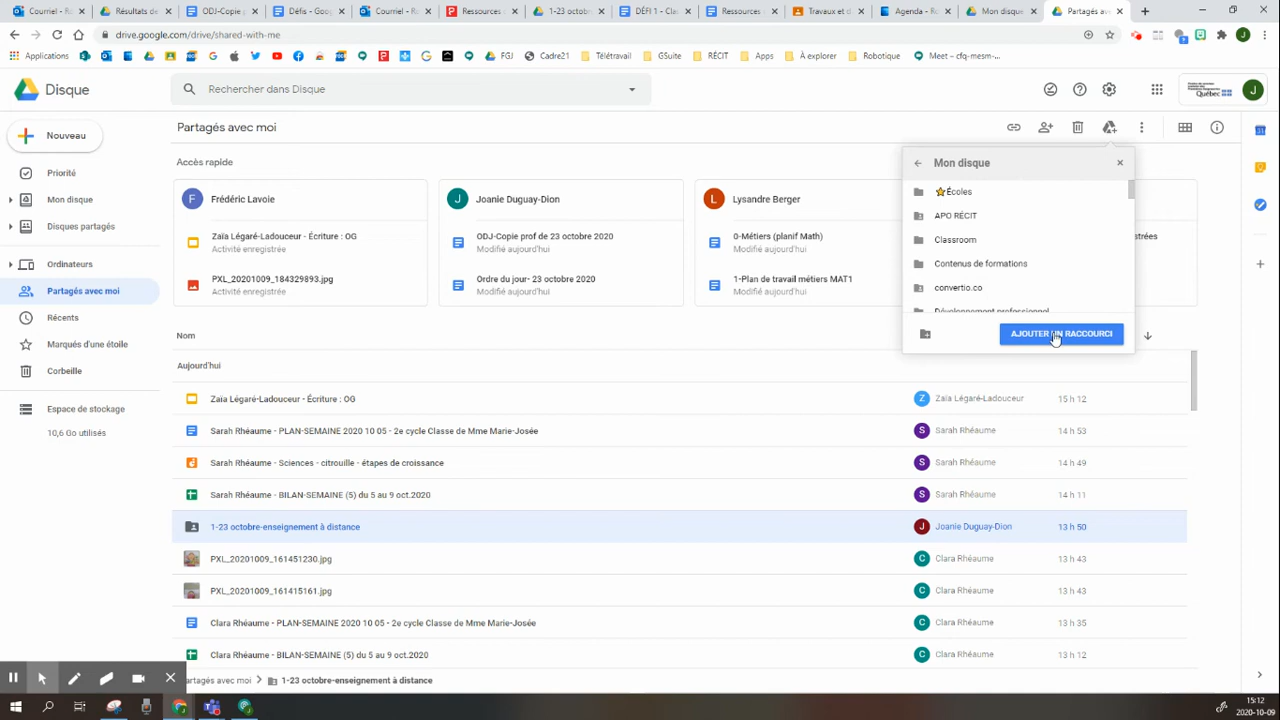 Courriel - R
Résultats de
ODJ-Copie pr
Défis - Goog
Courriel - R
Ressources
1-23 octobre
DÉFI 1 - Clas
Ressources
Travaux et d
Agenda - Ro
Mon disque
Partagés ave
drive.google.com/drive/shared-with-me
Applications
FGJ
Cadre21
Télétravail
GSuite
RÉCIT
Apps
À explorer
Robotique
Meet – cfq-mesm-...
Disque
Rechercher dans Disque
Québec
J
Nouveau
Priorité
Mon disque
Disques partagés
Ordinateurs
Partagés avec moi
Récents
Marqués d'une étoile
Corbeille
Espace de stockage
10,6 Go utilisés
Partagés avec moi
Accès rapide
F Frédéric Lavoie
Zaïa Légaré-Ladouceur - Écriture : OG
Activité enregistrée
PXL_20201009_184329893.jpg
Activité enregistrée
J Joanie Duguay-Dion
ODJ-Copie prof de 23 octobre 2020
Modifié aujourd'hui
Ordre du jour- 23 octobre 2020
Modifié aujourd'hui
L Lysandre Berger
0-Métiers (planif Math)
Modifié aujourd'hui
1-Plan de travail métiers MAT1
Modifié aujourd'hui
Mon disque
Écoles
APO RÉCIT
Classroom
Contenus de formations
convertio.co
Développement professionnel
AJOUTER UN RACCOURCI
Nom
Aujourd'hui
Zaïa Légaré-Ladouceur - Écriture : OG Z Zaïa Légaré-Ladouceur 15 h 12
Sarah Rhéaume - PLAN-SEMAINE 2020 10 05 - 2e cycle Classe de Mme Marie-Josée S Sarah Rhéaume 14 h 53
Sarah Rhéaume - Sciences - citrouille - étapes de croissance S Sarah Rhéaume 14 h 49
Sarah Rhéaume - BILAN-SEMAINE (5) du 5 au 9 oct.2020 S Sarah Rhéaume 14 h 11
1-23 octobre-enseignement à distance J Joanie Duguay-Dion 13 h 50
PXL_20201009_161451230.jpg C Clara Rhéaume 13 h 43
PXL_20201009_161415161.jpg C Clara Rhéaume 13 h 43
Clara Rhéaume - PLAN-SEMAINE 2020 10 05 - 2e cycle Classe de Mme Marie-Josée C Clara Rhéaume 13 h 35
Clara Rhéaume - BILAN-SEMAINE (5) du 5 au 9 oct.2020 C Clara Rhéaume 13 h 12
artagés avec moi > 1-23 octobre-enseignement à distance
15:12
2020-10-09